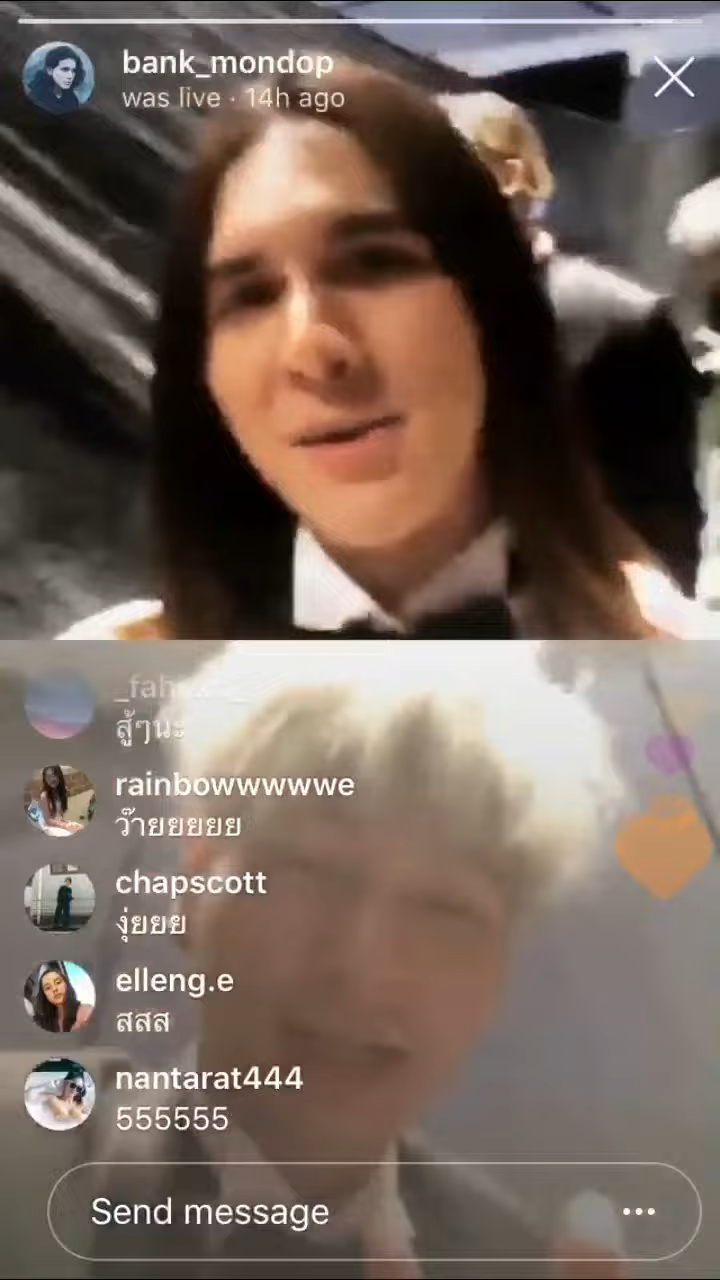 bank_mondop
was live · 14h ago
สู้ๆนะ
rainbowwwwwe
ว๊ายยยยย
chapscott
งุ่ยยย
elleng.e
สสส
nantarat444
555555
Send message